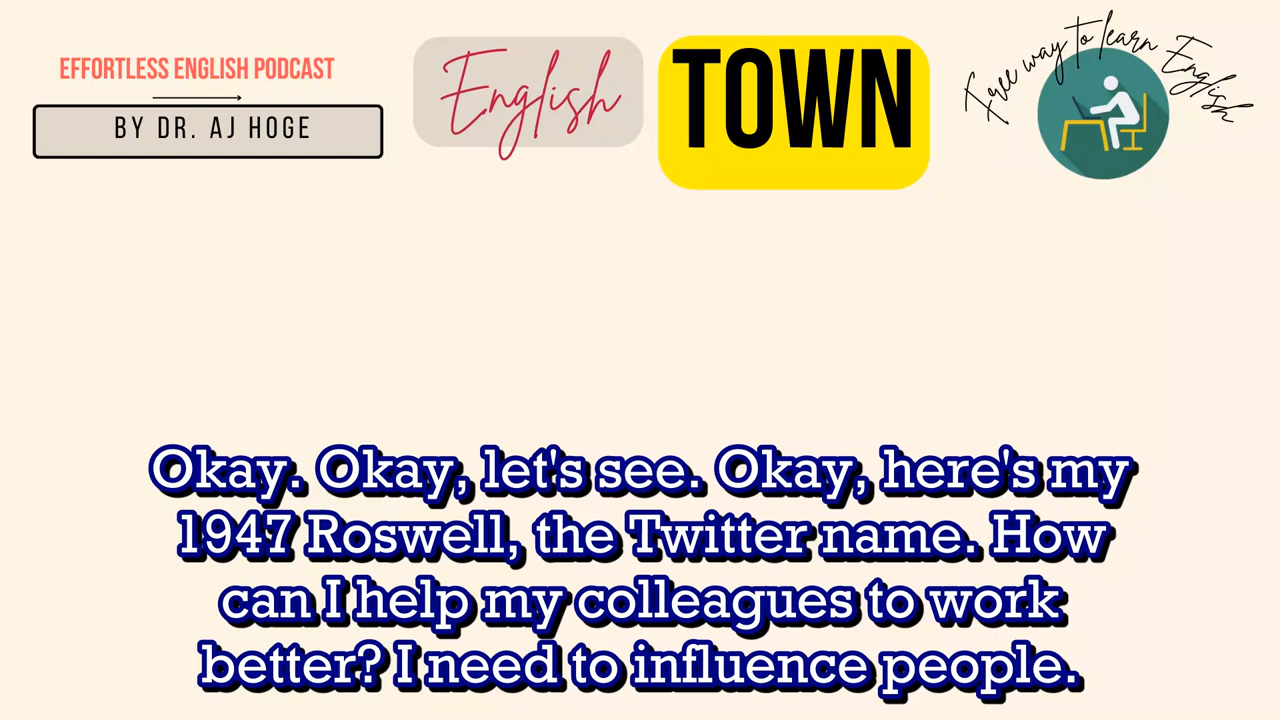 EFFORTLESS ENGLISH PODCAST
BY DR. AJ HOGE
English
TOWN
Free way to learn English
Okay. Okay, let's see. Okay, here's my
1947 Roswell, the Twitter name. How
can I help my colleagues to work
better? I need to influence people.